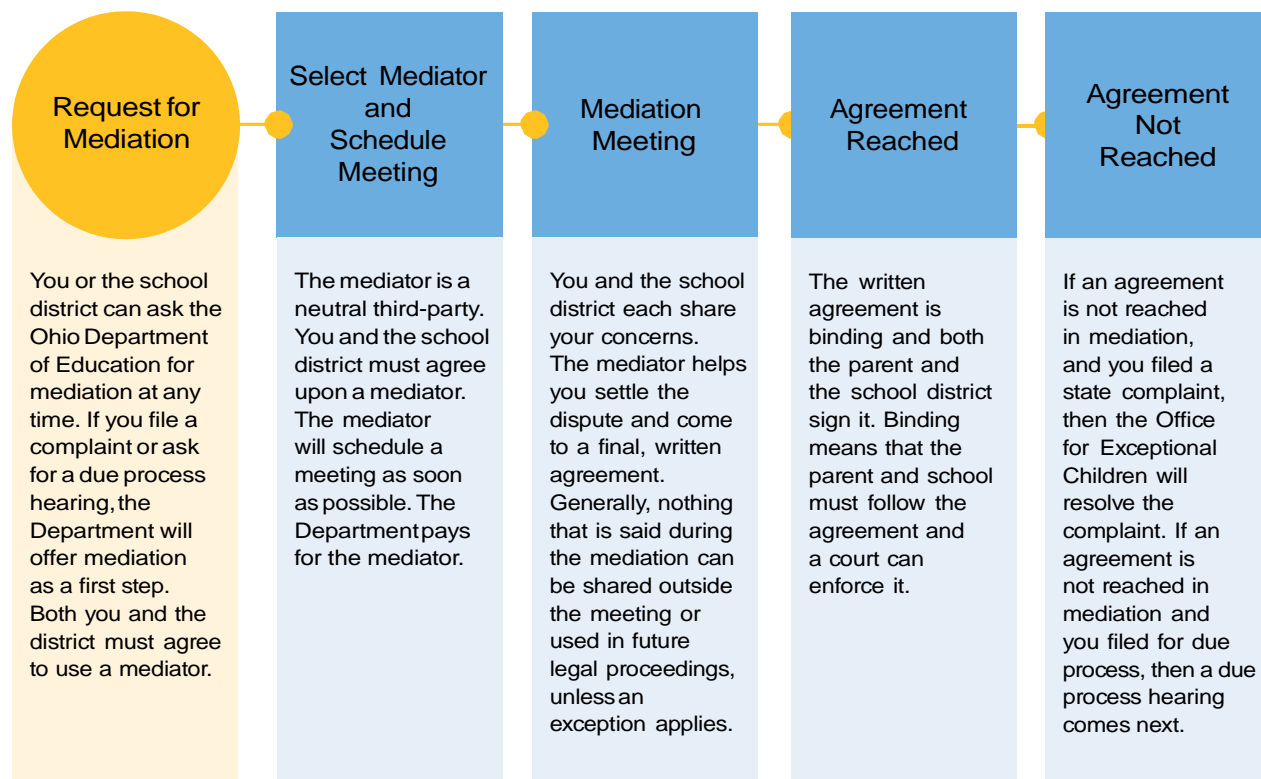 Request for
Mediation
You or the school
district can ask the
Ohio Department
of Education for
mediation at any
time. If you file a
complaint or ask
for a due process
hearing, the
Department will
offer mediation
as a first step.
Both you and the
district must agree
to use a mediator.
Select Mediator
and
Schedule
Meeting
The mediator is a
neutral third-party.
You and the school
district must agree
upon a mediator.
The mediator
will schedule a
meeting as soon
as possible. The
Department pays
for the mediator.
Mediation
Meeting
You and the school
district each share
your concerns.
The mediator helps
you settle the
dispute and come
to a final, written
agreement.
Generally, nothing
that is said during
the mediation can
be shared outside
the meeting or
used in future
legal proceedings,
unless an
exception applies.
Agreement
Reached
The written
agreement is
binding and both
the parent and
the school district
sign it. Binding
means that the
parent and school
must follow the
agreement and
a court can
enforce it.
Agreement
Not
Reached
If an agreement
is not reached
in mediation,
and you filed a
state complaint,
then the Office
for Exceptional
Children will
resolve the
complaint. If an
agreement is
not reached in
mediation and
you filed for due
process, then a due
process hearing
comes next.